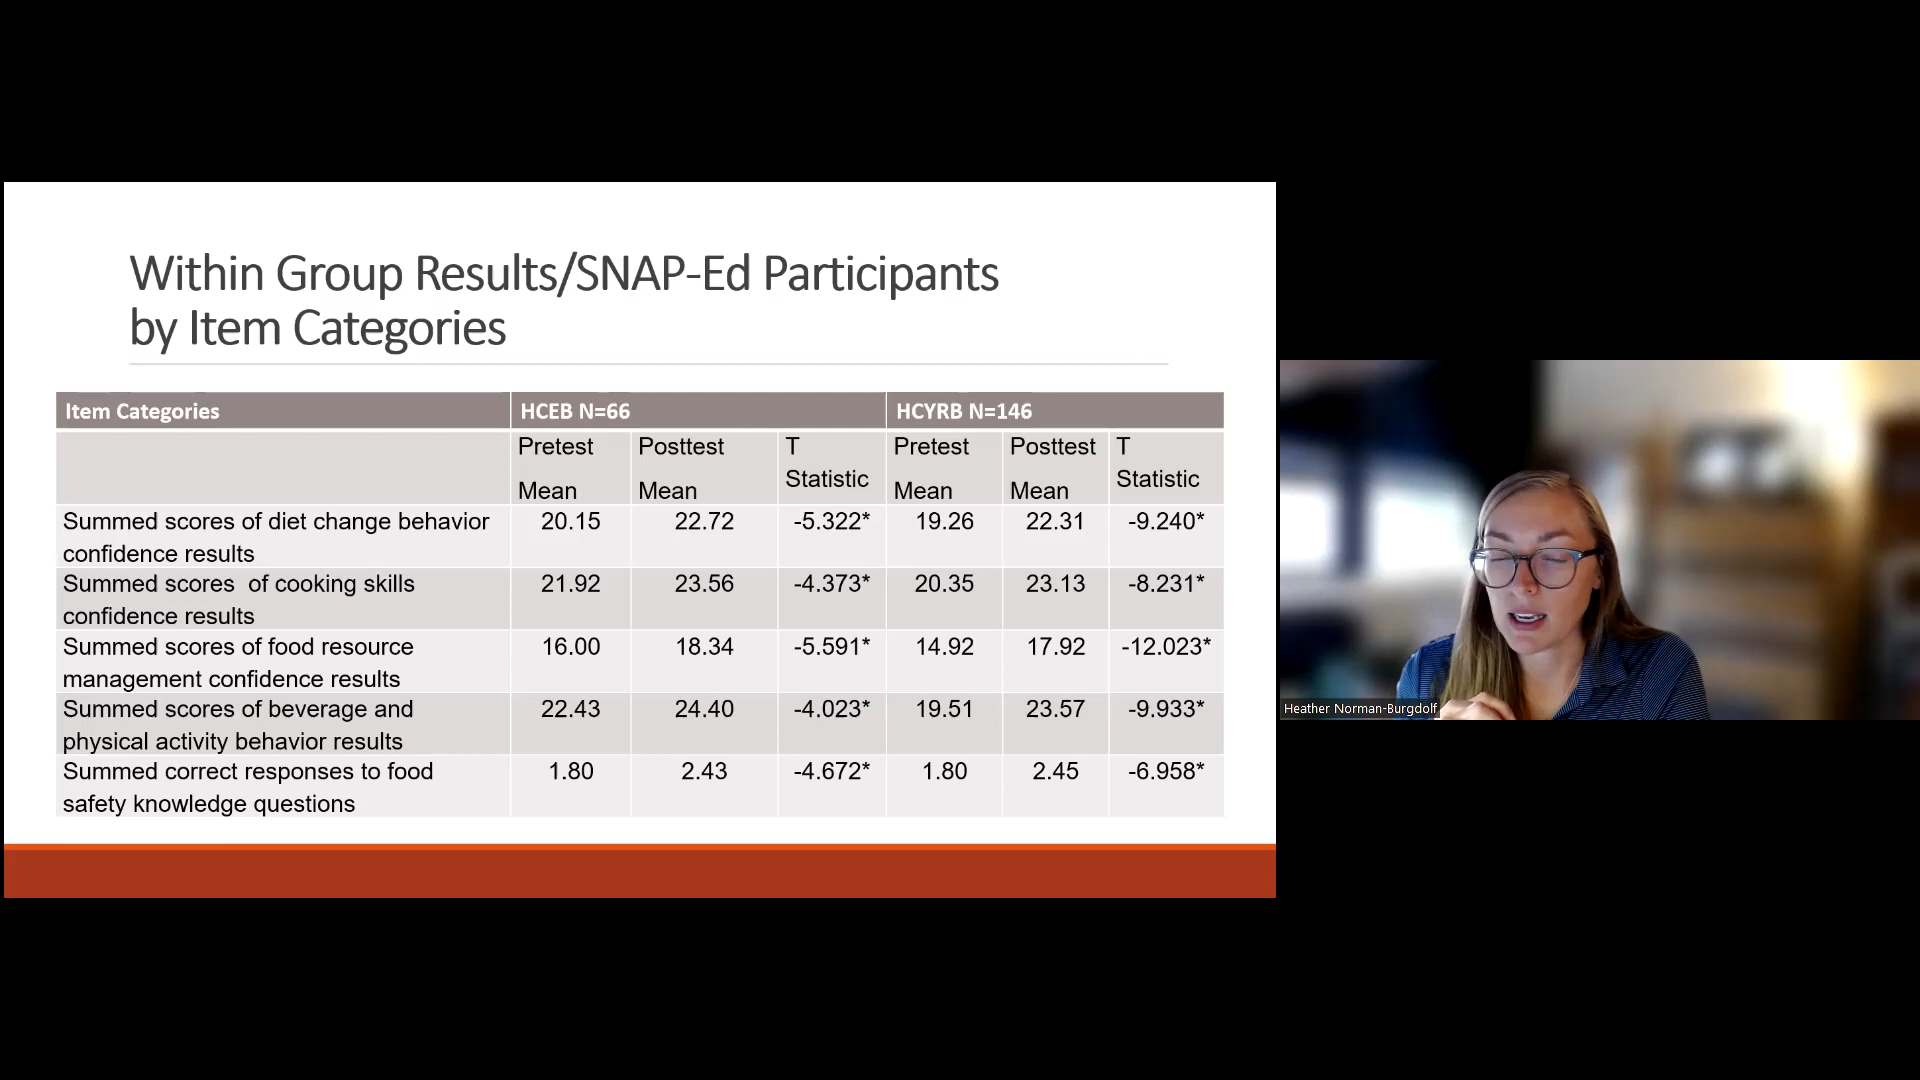 Within Group Results/SNAP-Ed Participants
by Item Categories
Item Categories HCEB N=66 HCYRB N=146
Pretest Mean Posttest Mean T Statistic Pretest Mean Posttest Mean T Statistic
Summed scores of diet change behavior confidence results 20.15 22.72 -5.322* 19.26 22.31 -9.240*
Summed scores of cooking skills confidence results 21.92 23.56 -4.373* 20.35 23.13 -8.231*
Summed scores of food resource management confidence results 16.00 18.34 -5.591* 14.92 17.92 -12.023*
Summed scores of beverage and physical activity behavior results 22.43 24.40 -4.023* 19.51 23.57 -9.933*
Summed correct responses to food safety knowledge questions 1.80 2.43 -4.672* 1.80 2.45 -6.958*
Heather Norman-Burgdolf